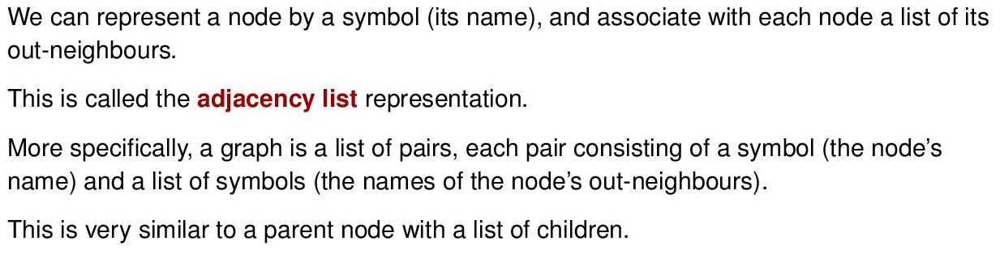 We can represent a node by a symbol (its name), and associate with each node a list of its
out-neighbours.
This is called the adjacency list representation.
More specifically, a graph is a list of pairs, each pair consisting of a symbol (the node’s
name) and a list of symbols (the names of the node’s out-neighbours).
This is very similar to a parent node with a list of children.